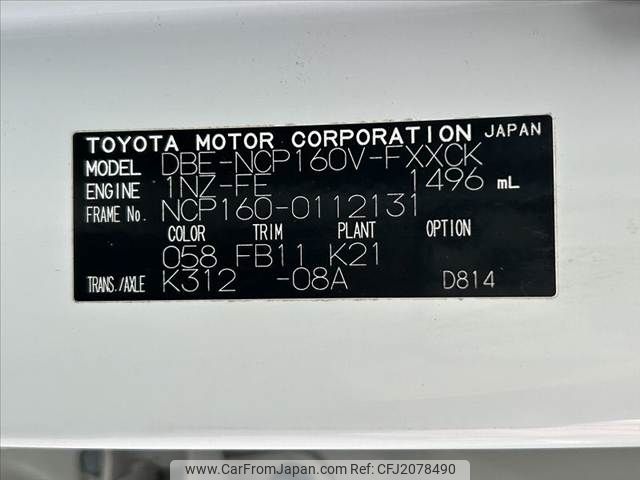 TOYOTA MOTOR CORPORATION JAPAN
MODEL DBE-NCP160V-FXXCK
ENGINE 1NZ-FE 1496 mL
FRAME No. NCP160-0112131
COLOR TRIM PLANT OPTION
058 FB11 K21
TRANS./AXLE K312 -08A D814
www.CarFromJapan.com - Ref: CFJ2078490